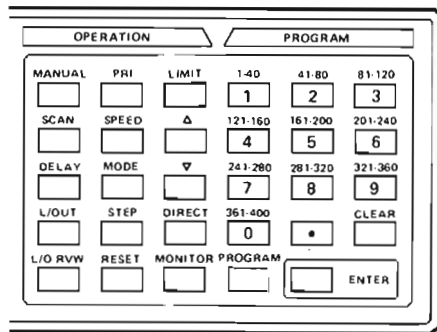 OPERATION PROGRAM
MANUAL PRI LIMIT 1-40 41-80 81-120
1 2 3
SCAN SPEED Δ 121-160 161-200 201-240
4 5 6
DELAY MODE ∇ 241-280 281-320 321-360
7 8 9
L/OUT STEP DIRECT 361-400 CLEAR
0 •
L/O RVW RESET MONITOR PROGRAM
ENTER